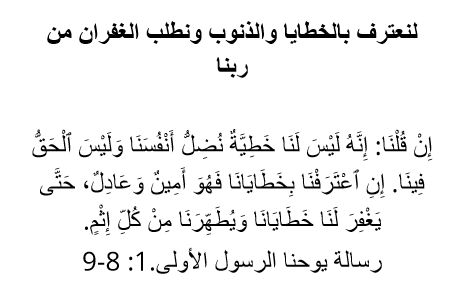 لنعترف بالخطايا والذنوب ونطلب الغفران من
ربنا
إِنْ قُلْنَا: إِنَّهُ لَيْسَ لَنَا خَطِيَّةٌ نُضِلُّ أَنْفُسَنَا وَلَيْسَ ٱلْحَقُّ
فِينَا. إِنِ ٱعْتَرَفْنَا بِخَطَايَانَا فَهُوَ أَمِينٌ وَعَادِلٌ، حَتَّى
يَغْفِرَ لَنَا خَطَايَانَا وَيُطَهِّرَنَا مِنْ كُلِّ إِثْمٍ.
رسالة يوحنا الرسول الأولى.1: 8-9